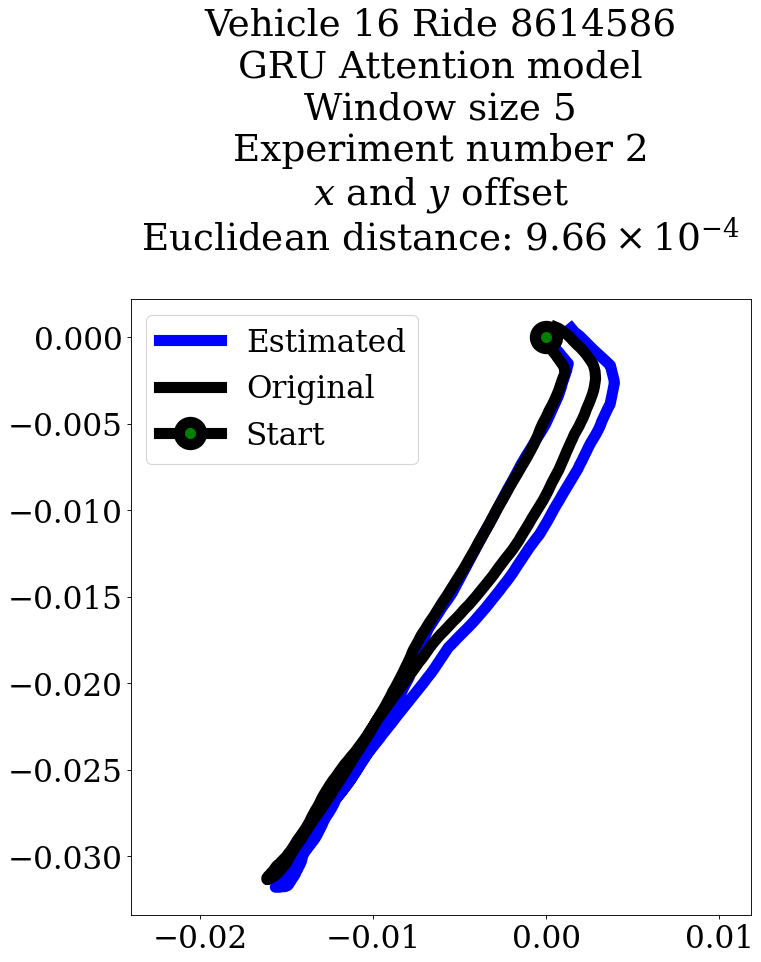 Vehicle 16 Ride 8614586
GRU Attention model
Window size 5
Experiment number 2
x and y offset
Euclidean distance: 9.66 × 10⁻⁴
Estimated
Original
Start
0.000
−0.005
−0.010
−0.015
−0.020
−0.025
−0.030
−0.02 −0.01 0.00 0.01